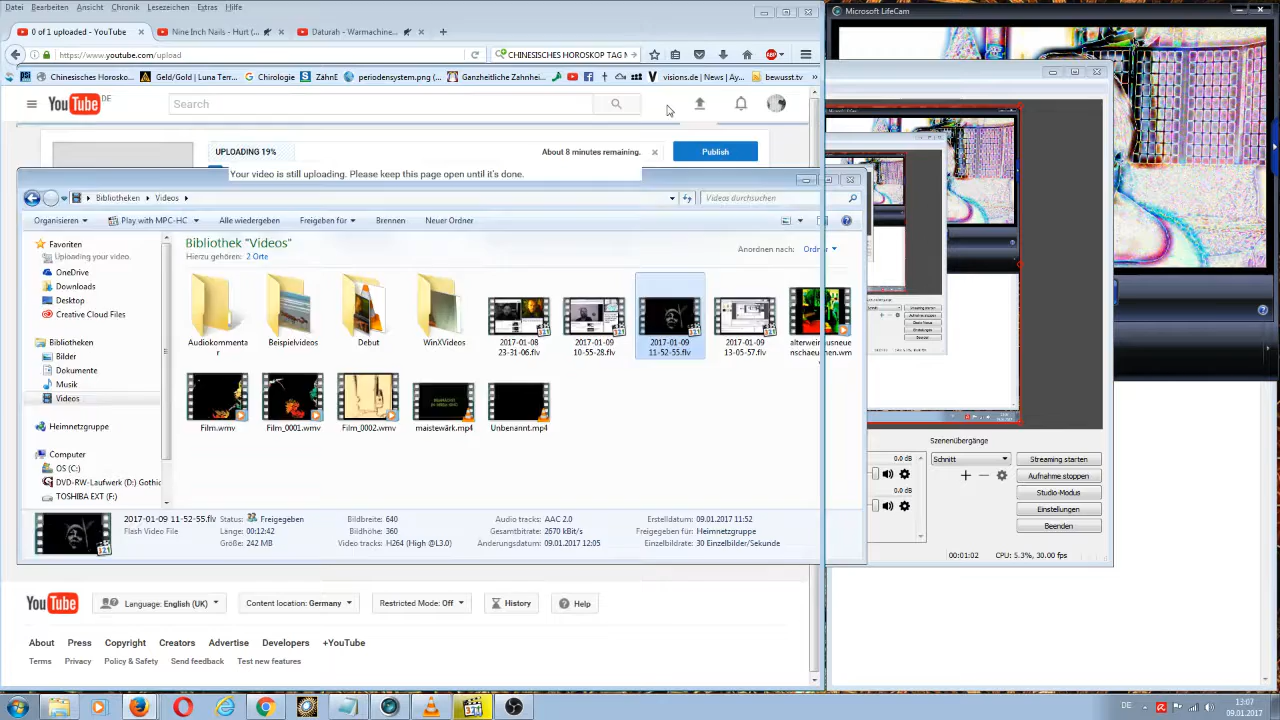 Datei Bearbeiten Ansicht Chronik Lesezeichen Extras Hilfe
0 of 1 uploaded - YouTube
Nine Inch Nails - Hurt (
Daturah - Warmachine
https://www.youtube.com/upload
CHINESISCHES HOROSKOP TAG M
ABP
Chinesisches Horosko
Geld/Gold | Luna Terr
Chirologie
ZÄhnE
periodensystem.png (
Ganzheitliche Zahnhei
visions.de | News | Ay
bewusst.tv
YouTube DE
Search
UPLOADING 19%
About 8 minutes remaining.
Publish
Your video is still uploading. Please keep this page open until it's done.
Bibliotheken Videos
Videos durchsuchen
Organisieren
Play with MPC-HC
Alle wiedergeben
Freigeben für
Brennen
Neuer Ordner
Favoriten
Uploading your video.
OneDrive
Downloads
Desktop
Creative Cloud Files
Bibliotheken
Bilder
Dokumente
Musik
Videos
Heimnetzgruppe
Computer
OS (C:)
DVD-RW-Laufwerk (D:) Gothic
TOSHIBA EXT (F:)
Bibliothek "Videos"
Hierzu gehören: 2 Orte
Anordnen nach: Ordner
Audiokommentar
Beispielvideos
Debut
WinXVideos
2017-01-08 23-31-06.flv
2017-01-09 10-55-28.flv
2017-01-09 11-52-55.flv
2017-01-09 13-05-57.flv
alterweinausneuenschaeuchen.wm
Film.wmv
Film_0001.wmv
Film_0002.wmv
maistewärk.mp4
Unbenannt.mp4
2017-01-09 11-52-55.flv
Flash Video File
Status: Freigegeben
Länge: 00:12:42
Größe: 242 MB
Bildbreite: 640
Bildhöhe: 360
Video tracks: H264 (High @L3.0)
Audio tracks: AAC 2.0
Gesamtbitrate: 2670 kBit/s
Änderungsdatum: 09.01.2017 12:05
Erstelldatum: 09.01.2017 11:52
Freigegeben für: Heimnetzgruppe
Einzelbildrate: 30 Einzelbilder/Sekunde
YouTube
Language: English (UK)
Content location: Germany
Restricted Mode: Off
History
Help
About Press Copyright Creators Advertise Developers +YouTube
Terms Privacy Policy & Safety Send feedback Test new features
Microsoft LifeCam
Szenenübergänge
Schnitt
0.0 dB
0.0 dB
Streaming starten
Aufnahme stoppen
Studio-Modus
Einstellungen
Beenden
00:01:02
CPU: 5.3%, 30.00 fps
DE
13:07
09.01.2017